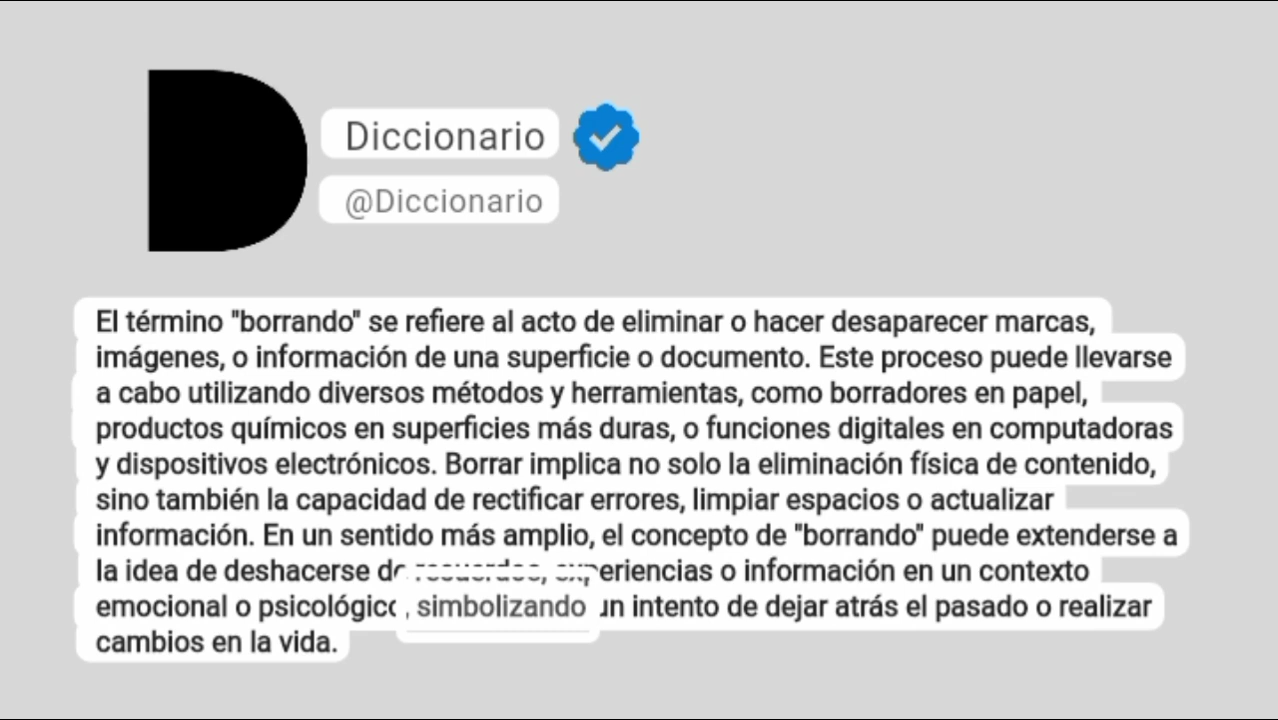 Diccionario
@Diccionario
El término "borrando" se refiere al acto de eliminar o hacer desaparecer marcas,
imágenes, o información de una superficie o documento. Este proceso puede llevarse
a cabo utilizando diversos métodos y herramientas, como borradores en papel,
productos químicos en superficies más duras, o funciones digitales en computadoras
y dispositivos electrónicos. Borrar implica no solo la eliminación física de contenido,
sino también la capacidad de rectificar errores, limpiar espacios o actualizar
información. En un sentido más amplio, el concepto de "borrando" puede extenderse a
la idea de deshacerse de recuerdos, experiencias o información en un contexto
emocional o psicológico, simbolizando un intento de dejar atrás el pasado o realizar
cambios en la vida.